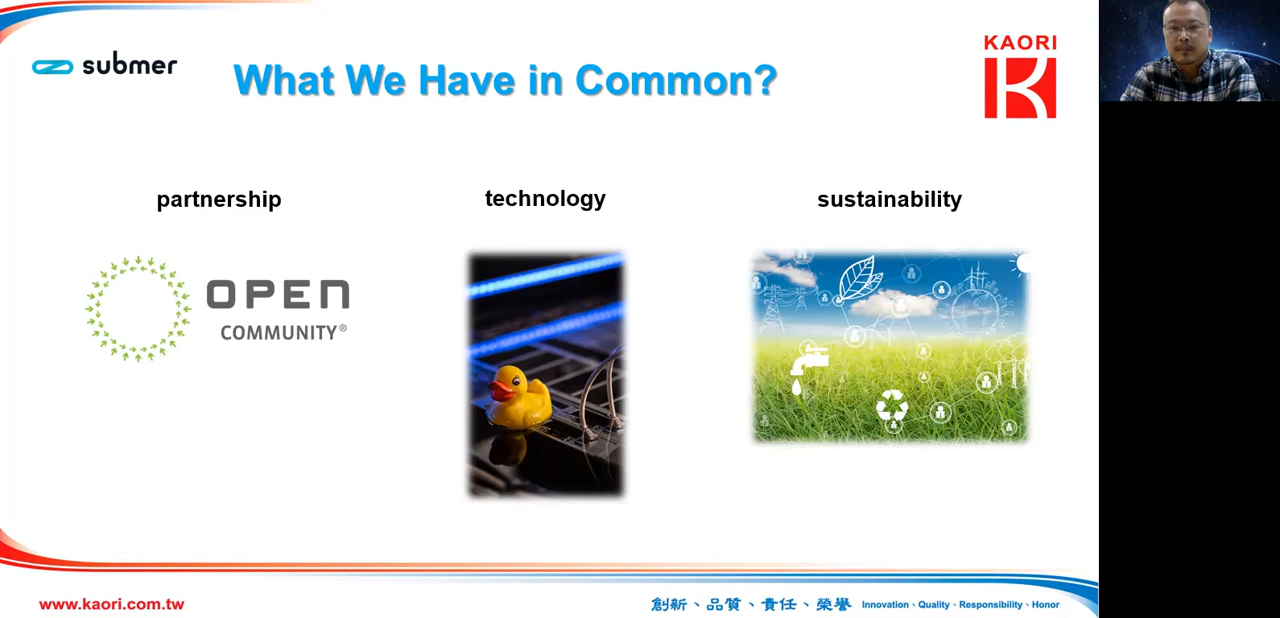 submer
What We Have in Common?
KAORI
partnership
technology
sustainability
OPEN
COMMUNITY®
www.kaori.com.tw
創新、品質、責任、榮譽 Innovation、Quality、Responsibility、Honor